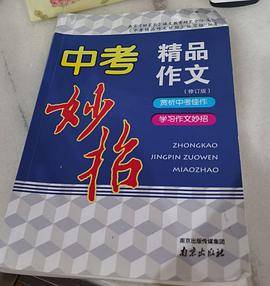 中考
精品
作文
(修订版)
妙招
赏析中考佳作
学习作文妙招
ZHONGKAO
JINGPIN ZUOWEN
MIAOZHAO
南京出版传媒集团
南京出版社